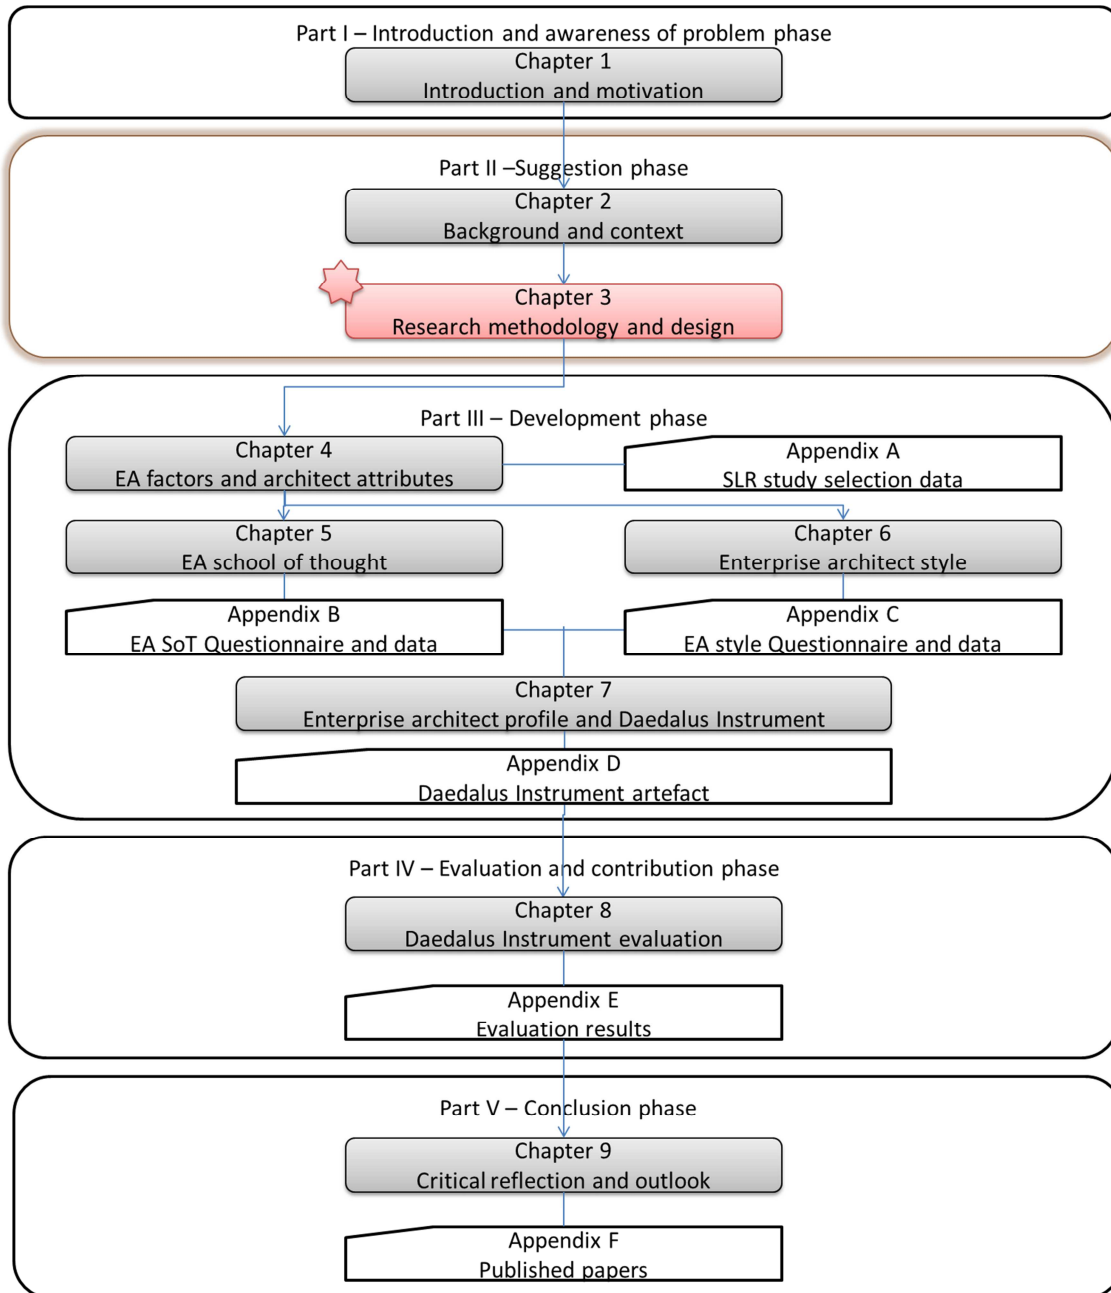 Part I – Introduction and awareness of problem phase
Chapter 1
Introduction and motivation
Part II –Suggestion phase
Chapter 2
Background and context
Chapter 3
Research methodology and design
Part III – Development phase
Chapter 4
EA factors and architect attributes
Appendix A
SLR study selection data
Chapter 5
EA school of thought
Chapter 6
Enterprise architect style
Appendix B
EA SoT Questionnaire and data
Appendix C
EA style Questionnaire and data
Chapter 7
Enterprise architect profile and Daedalus Instrument
Appendix D
Daedalus Instrument artefact
Part IV – Evaluation and contribution phase
Chapter 8
Daedalus Instrument evaluation
Appendix E
Evaluation results
Part V – Conclusion phase
Chapter 9
Critical reflection and outlook
Appendix F
Published papers